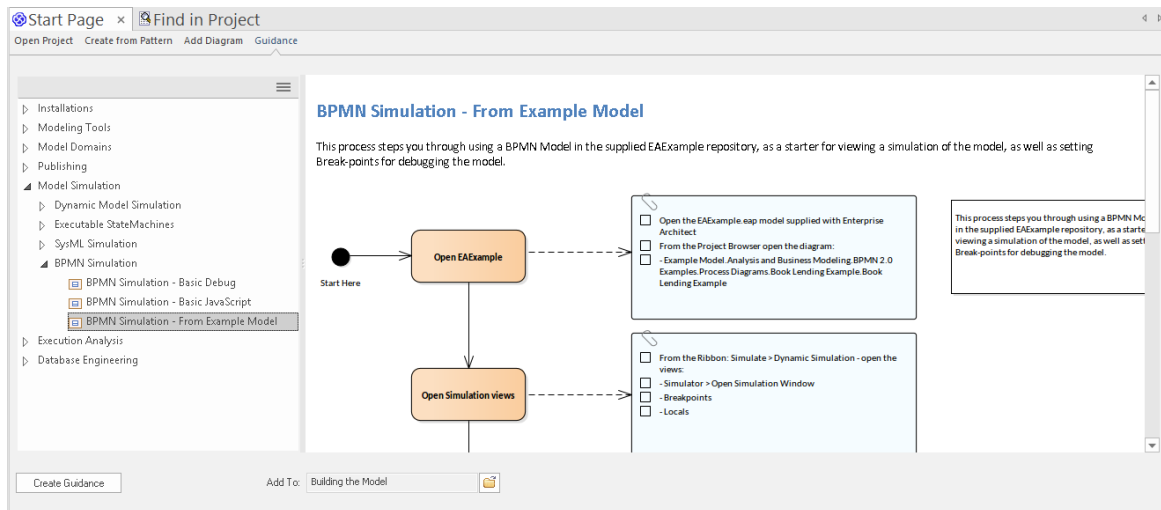 Start Page ×
Find in Project
Open Project Create from Pattern Add Diagram Guidance
Installations
Modeling Tools
Model Domains
Publishing
Model Simulation
Dynamic Model Simulation
Executable StateMachines
SysML Simulation
BPMN Simulation
BPMN Simulation - Basic Debug
BPMN Simulation - Basic JavaScript
BPMN Simulation - From Example Model
Execution Analysis
Database Engineering
BPMN Simulation - From Example Model
This process steps you through using a BPMN Model in the supplied EAExample repository, as a starter for viewing a simulation of the model, as well as setting
Break-points for debugging the model.
Start Here
Open EAExample
Open the EAExample.eap model supplied with Enterprise
Architect
From the Project Browser open the diagram:
- Example Model.Analysis and Business Modeling.BPMN 2.0
Examples.Process Diagrams.Book Lending Example.Book
Lending Example
This process steps you through using a BPMN Mo
in the supplied EAExample repository, as a starte
viewing a simulation of the model, as well as sett
Break-points for debugging the model.
Open Simulation views
From the Ribbon: Simulate > Dynamic Simulation - open the
views:
- Simulator > Open Simulation Window
- Breakpoints
- Locals
Create Guidance
Add To: Building the Model